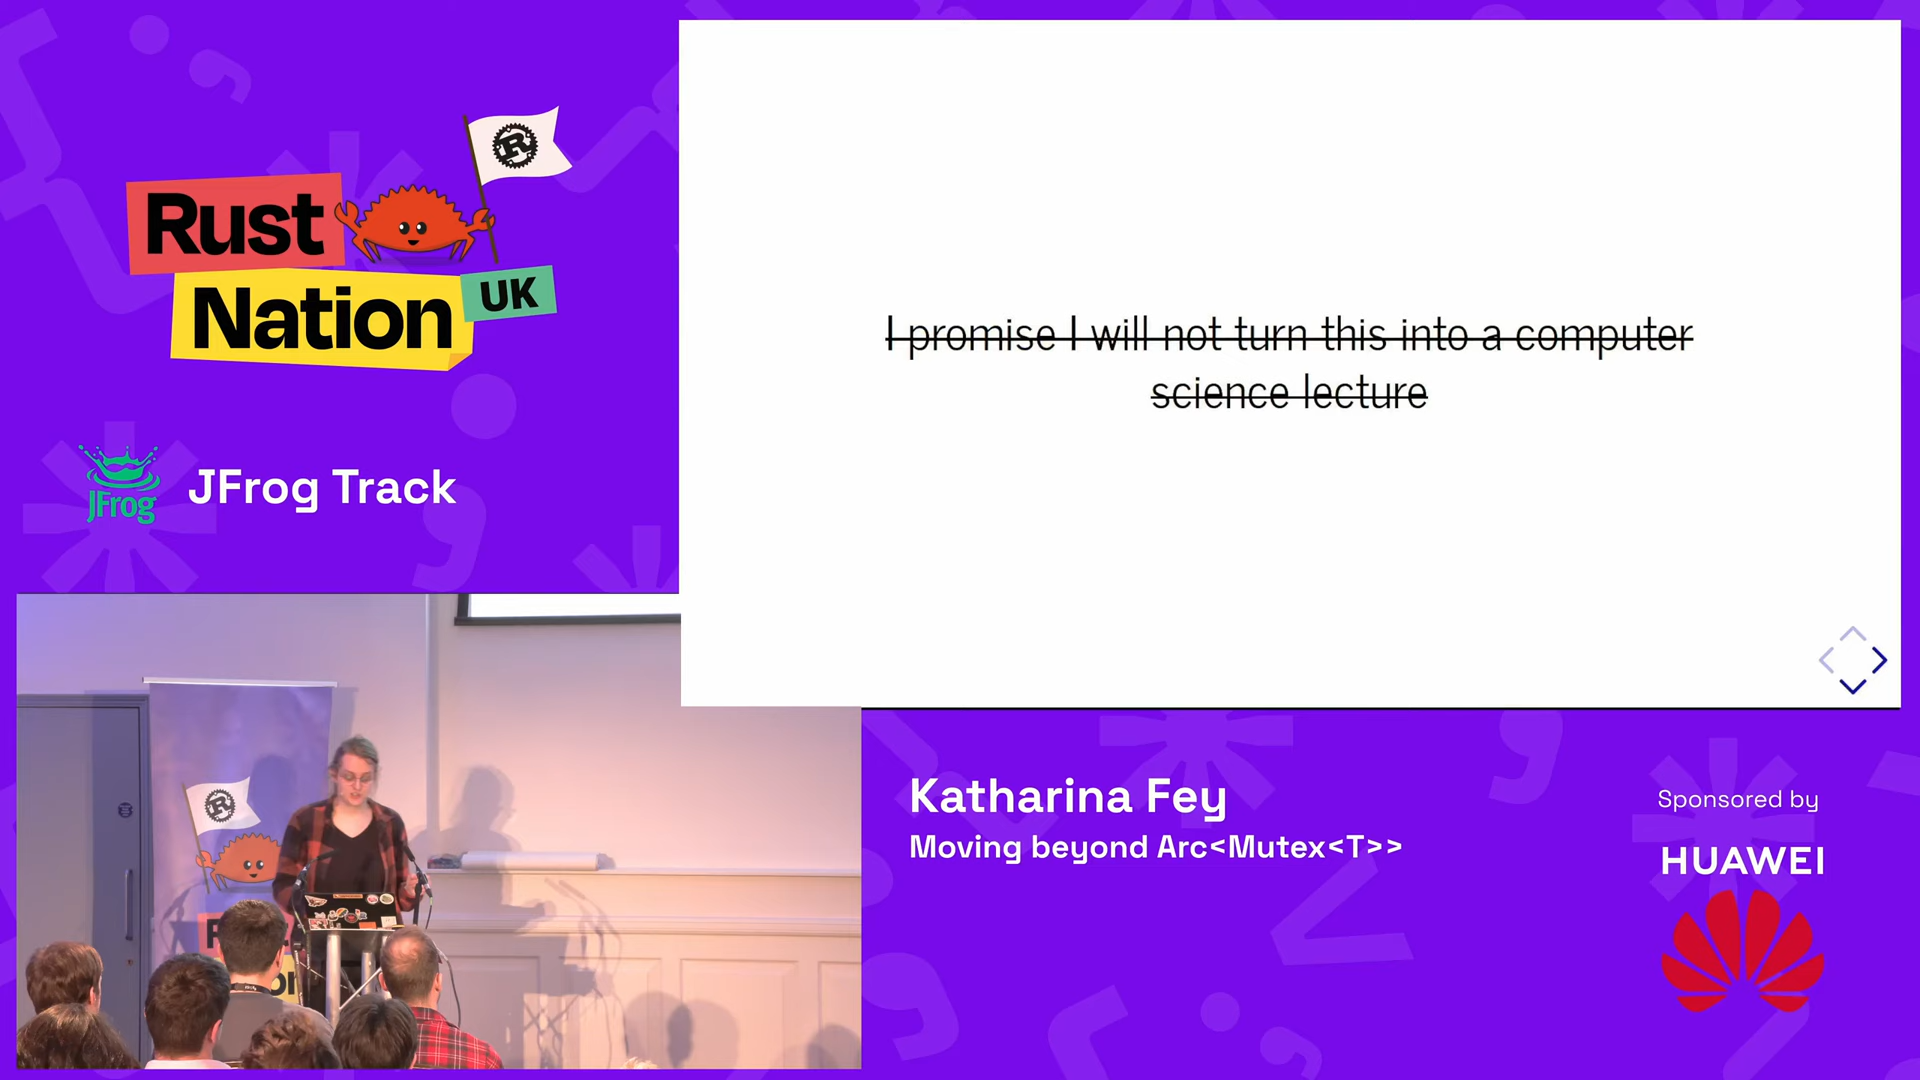 Rust
Nation
UK
R
JFrog
JFrog Track
I promise I will not turn this into a computer
science lecture
R
Katharina Fey
Moving beyond Arc<Mutex<T>>
Sponsored by
HUAWEI